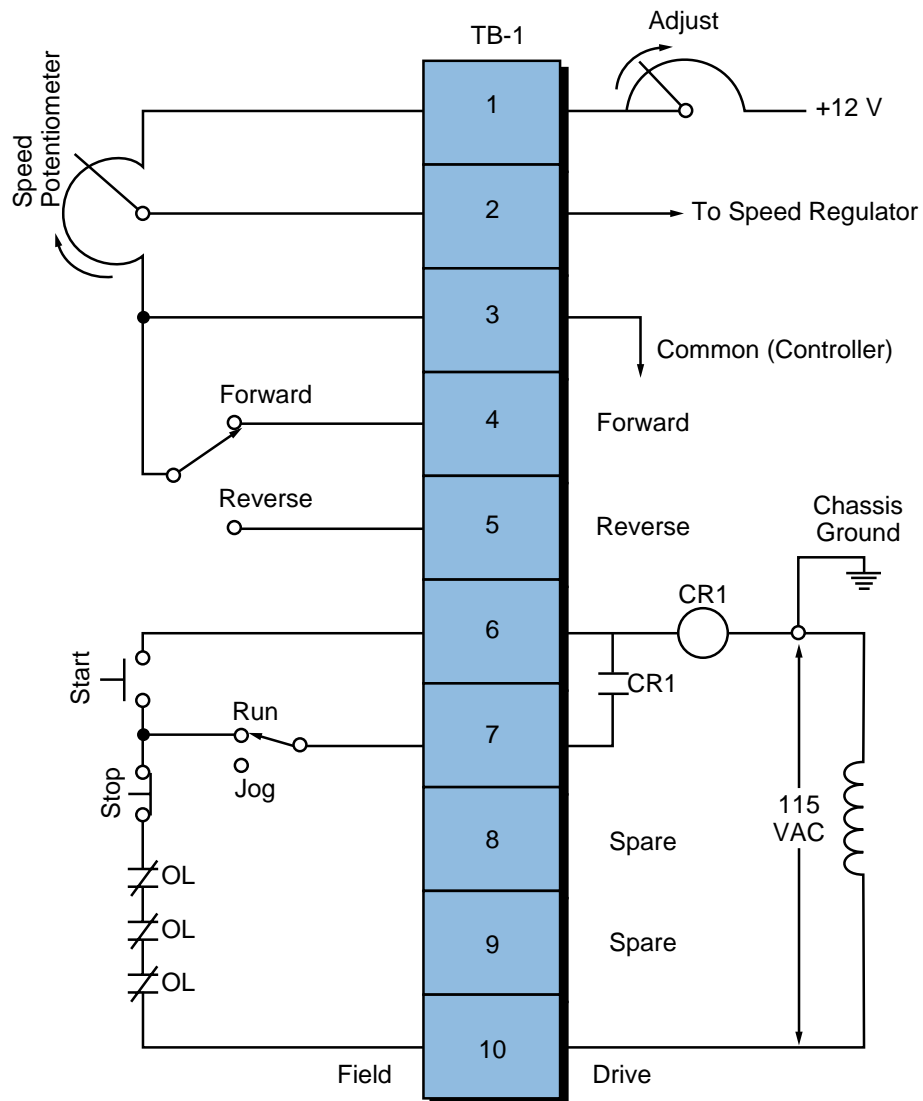 TB-1
Adjust
1
+12 V
Speed
Potentiometer
2
To Speed Regulator
3
Common (Controller)
Forward
4
Forward
Reverse
5
Reverse
Chassis
Ground
6
CR1
Start
CR1
Run
7
Jog
Stop
115
VAC
8
Spare
OL
OL
9
Spare
OL
10
Field
Drive